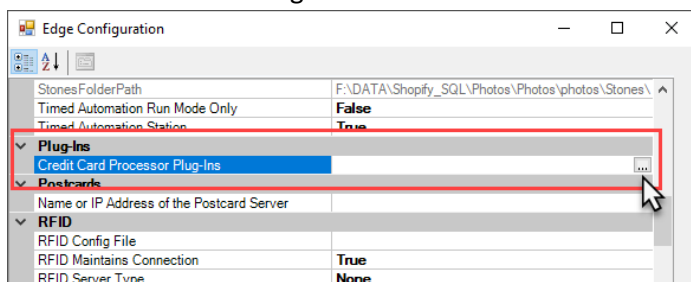 Edge Configuration
StonesFolderPath F:\DATA\Shopify_SQL\Photos\Photos\photos\Stones\
Timed Automation Run Mode Only False
Timed Automation Station True
Plug-Ins
Credit Card Processor Plug-Ins ...
Postcards
Name or IP Address of the Postcard Server
RFID
RFID Config File
RFID Maintains Connection True
RFID Server Type None